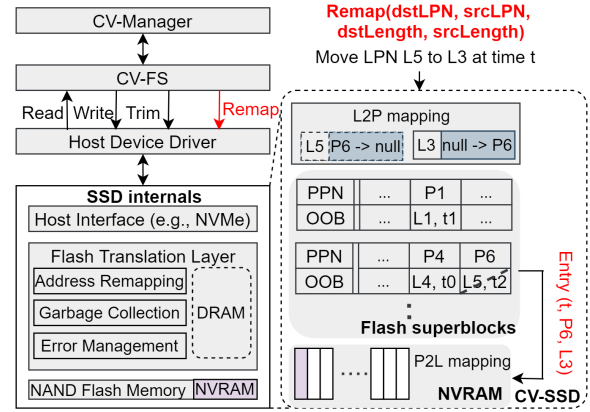 CV-Manager
CV-FS
Read
Write
Trim
Remap
Host Device Driver
SSD internals
Host Interface (e.g., NVMe)
Flash Translation Layer
Address Remapping
Garbage Collection
Error Management
DRAM
NAND Flash Memory
NVRAM
Remap(dstLPN, srcLPN,
dstLength, srcLength)
Move LPN L5 to L3 at time t
L2P mapping
L5 P6 -> null
L3 null -> P6
PPN ... P1 ...
OOB ... L1, t1 ...
PPN ... P4 P6
OOB ... L4, t0 L5, t2
:
Flash superblocks
Entry (t, P6, L3)
.... P2L mapping
NVRAM
CV-SSD